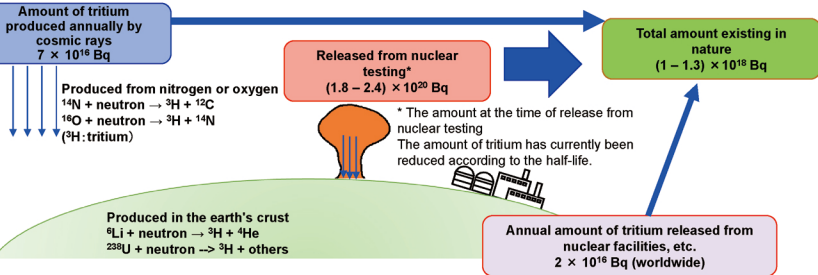 Amount of tritium
produced annually by
cosmic rays
7 × 10¹⁶ Bq
Released from nuclear
testing*
(1.8 – 2.4) ×10²⁰ Bq
Total amount existing in
nature
(1 – 1.3) ×10¹⁸ Bq
Produced from nitrogen or oxygen
¹⁴N + neutron → ³H + ¹²C
¹⁶O + neutron → ³H + ¹⁴N
(³H:tritium)
* The amount at the time of release from
nuclear testing
The amount of tritium has currently been
reduced according to the half-life.
Produced in the earth's crust
⁶Li + neutron → ³H + ⁴He
²³⁸U + neutron --> ³H + others
Annual amount of tritium released from
nuclear facilities, etc.
2 × 10¹⁶ Bq (worldwide)